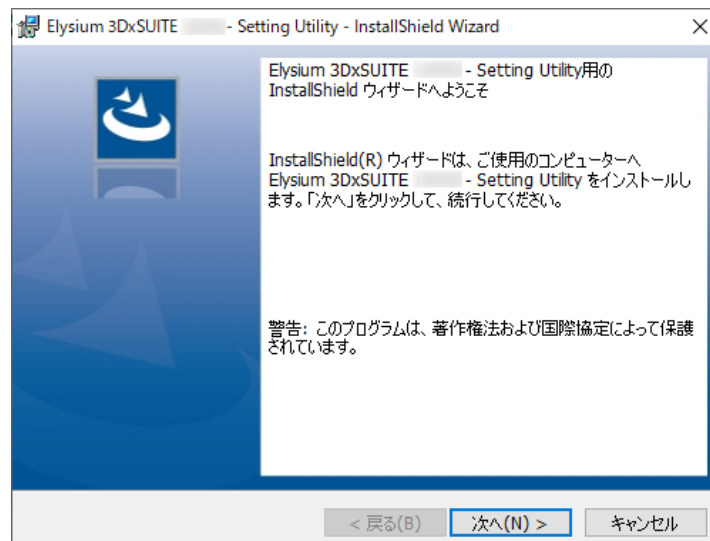 Elysium 3DxSUITE - Setting Utility - InstallShield Wizard
Elysium 3DxSUITE - Setting Utility用の
InstallShield ウィザードへようこそ
InstallShield(R) ウィザードは、ご使用のコンピューターへ
Elysium 3DxSUITE - Setting Utility をインストールし
ます。「次へ」をクリックして、続行してください。
警告: このプログラムは、著作権法および国際協定によって保護
されています。
< 戻る(B)
次へ(N) >
キャンセル